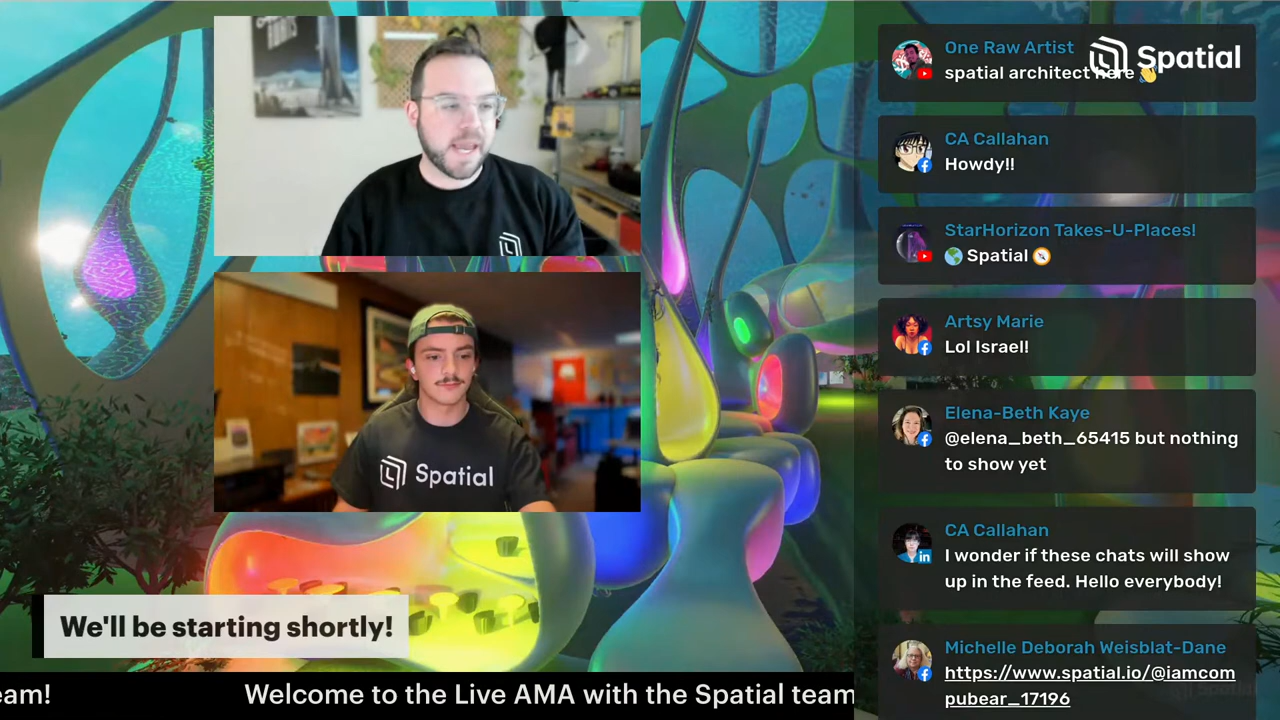 One Raw Artist
spatial architect here 👋
Spatial
CA Callahan
Howdy!!
StarHorizon Takes-U-Places!
🌎 Spatial 🧭
Artsy Marie
Lol Israel!
Elena-Beth Kaye
@elena_beth_65415 but nothing
to show yet
CA Callahan
I wonder if these chats will show
up in the feed. Hello everybody!
Michelle Deborah Weisblat-Dane
https://www.spatial.io/@iamcom
pubear_17196
Spatial
We'll be starting shortly!
eam! Welcome to the Live AMA with the Spatial team